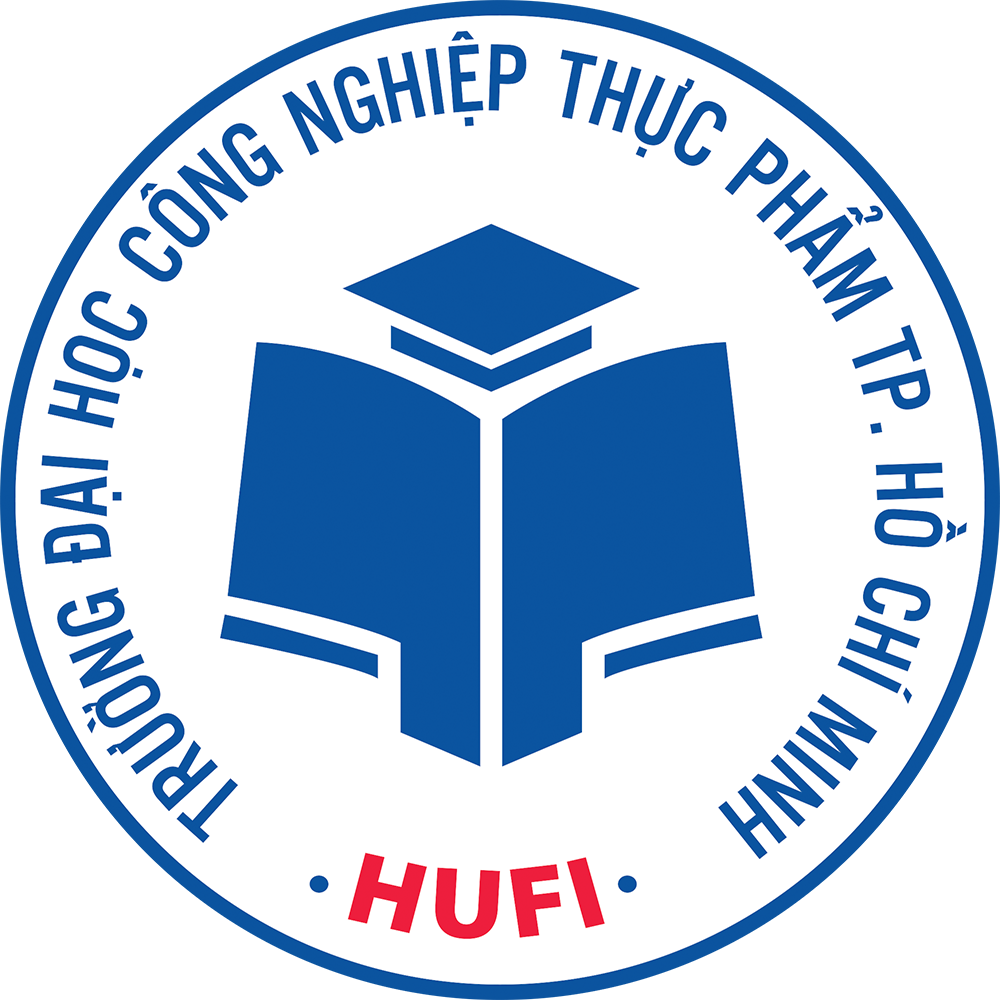 TRƯỜNG ĐẠI HỌC CÔNG NGHIỆP THỰC PHẨM TP. HỒ CHÍ MINH
• HUFI •